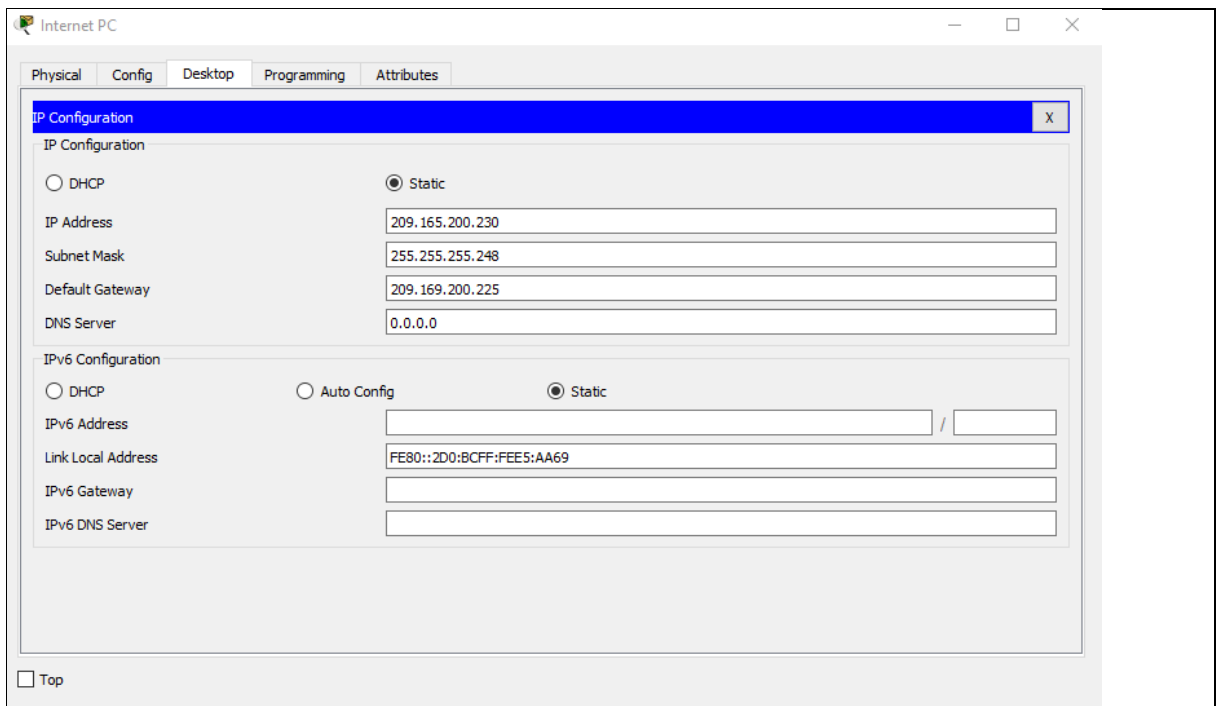 Internet PC
Physical Config Desktop Programming Attributes
IP Configuration X
IP Configuration
DHCP Static
IP Address 209.165.200.230
Subnet Mask 255.255.255.248
Default Gateway 209.169.200.225
DNS Server 0.0.0.0
IPv6 Configuration
DHCP Auto Config Static
IPv6 Address /
Link Local Address FE80::2D0:BCFF:FEE5:AA69
IPv6 Gateway
IPv6 DNS Server
Top